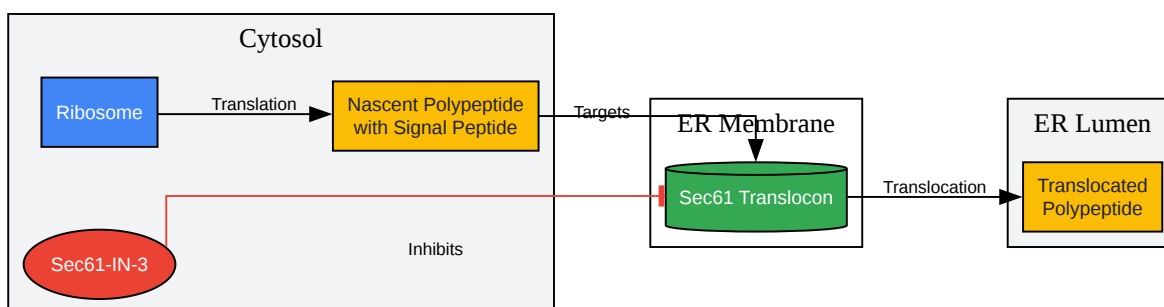 Cytosol
Ribosome
Translation
Nascent Polypeptide
with Signal Peptide
Targets
ER Membrane
ER Lumen
Sec61 Translocon
Translocation
Translocated
Polypeptide
Sec61-IN-3
Inhibits